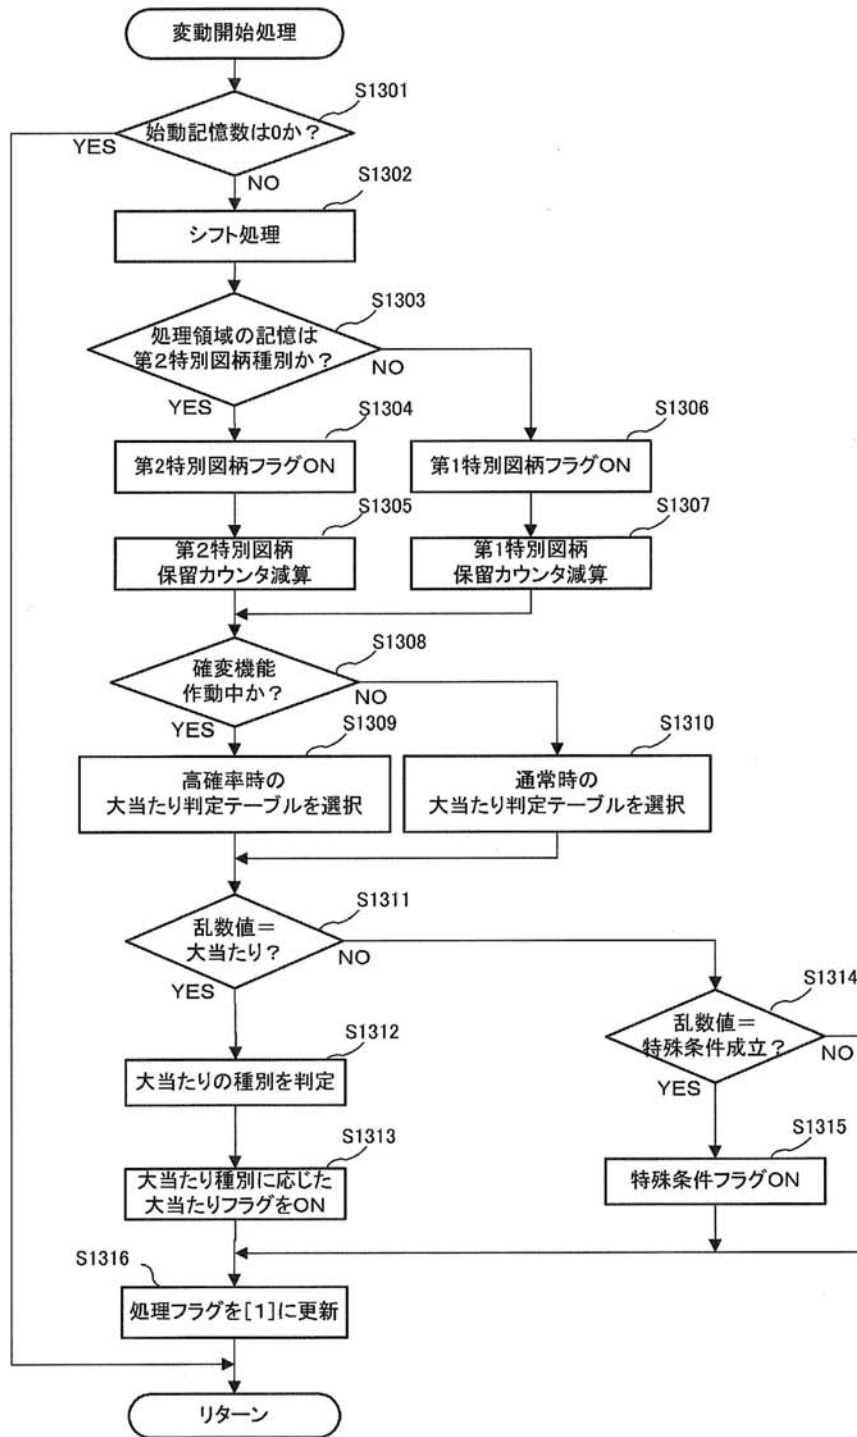 変動開始処理
S1301
始動記憶数は0か？
YES
NO
S1302
シフト処理
S1303
処理領域の記憶は
第2特別図柄種別か？
NO
YES
S1304
第2特別図柄フラグON
S1306
第1特別図柄フラグON
S1305
第2特別図柄
保留カウンタ減算
S1307
第1特別図柄
保留カウンタ減算
S1308
確変機能
作動中か？
NO
YES
S1309
高確率時の
大当たり判定テーブルを選択
S1310
通常時の
大当たり判定テーブルを選択
S1311
乱数値＝
大当たり？
NO
YES
S1314
乱数値＝
特殊条件成立？
NO
YES
S1312
大当たりの種別を判定
S1313
大当たり種別に応じた
大当たりフラグをON
S1315
特殊条件フラグON
S1316
処理フラグを[1]に更新
リターン